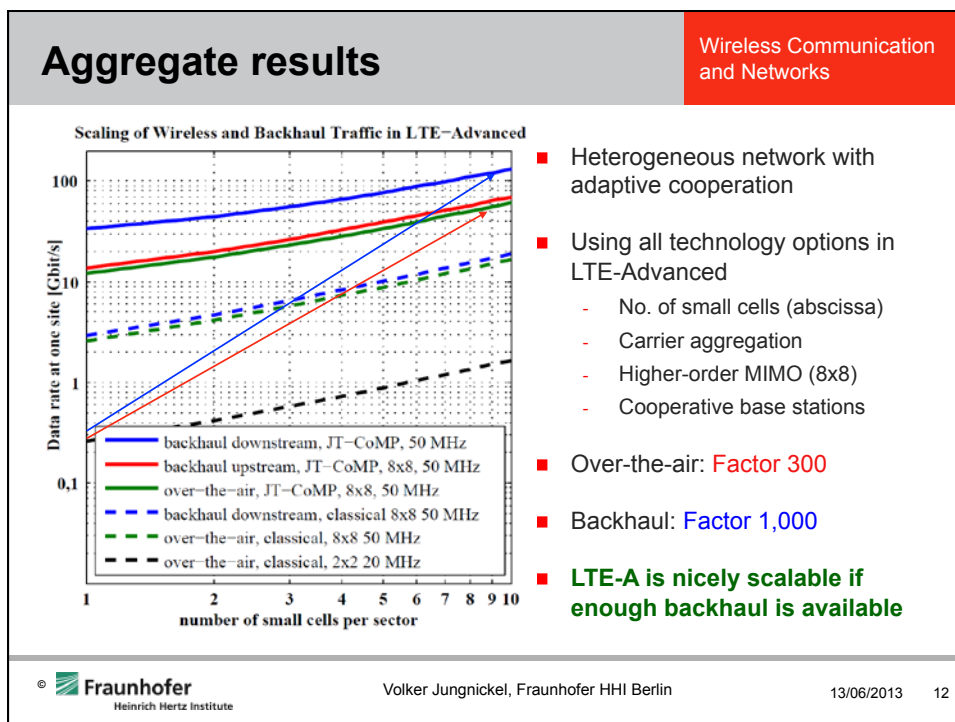 Aggregate results
Wireless Communication
and Networks
Scaling of Wireless and Backhaul Traffic in LTE−Advanced
Data rate at one site [Gbit/s]
100
10
1
0,1
backhaul downstream, JT−CoMP, 50 MHz
backhaul upstream, JT−CoMP, 8x8, 50 MHz
over−the−air, JT−CoMP, 8x8, 50 MHz
backhaul downstream, classical 8x8 50 MHz
over−the−air, classical, 8x8 50 MHz
over−the−air, classical, 2x2 20 MHz
1 2 3 4 5 6 7 8 9 10
number of small cells per sector
Heterogeneous network with
adaptive cooperation
Using all technology options in
LTE-Advanced
- No. of small cells (abscissa)
- Carrier aggregation
- Higher-order MIMO (8x8)
- Cooperative base stations
Over-the-air: Factor 300
Backhaul: Factor 1,000
LTE-A is nicely scalable if
enough backhaul is available
© Fraunhofer
Heinrich Hertz Institute
Volker Jungnickel, Fraunhofer HHI Berlin
13/06/2013 12